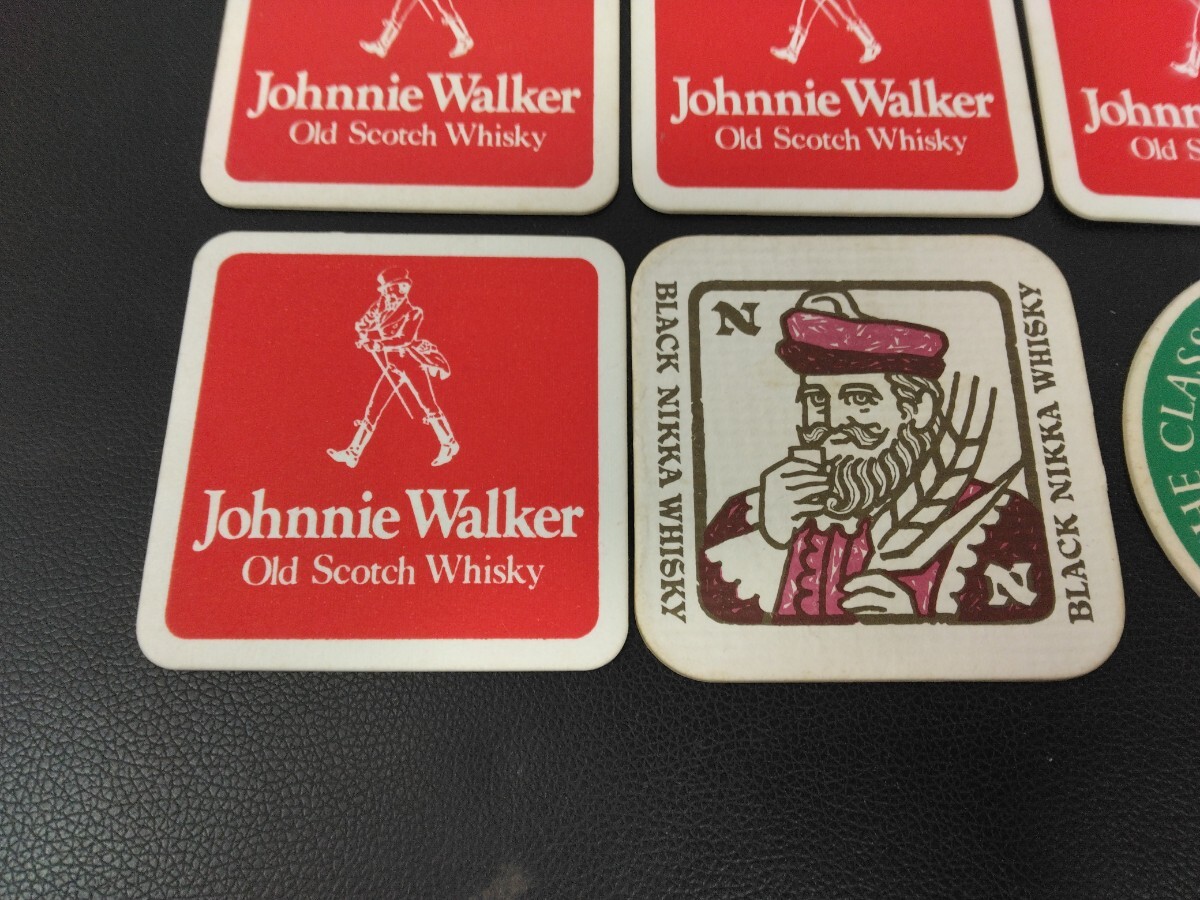 Johnnie Walker
Old Scotch Whisky
Johnnie Walker
Old Scotch Whisky
Johnnie
Old
Johnnie Walker
Old Scotch Whisky
N
BLACK NIKKA WHISKY
BLACK NIKKA WHISKY
N